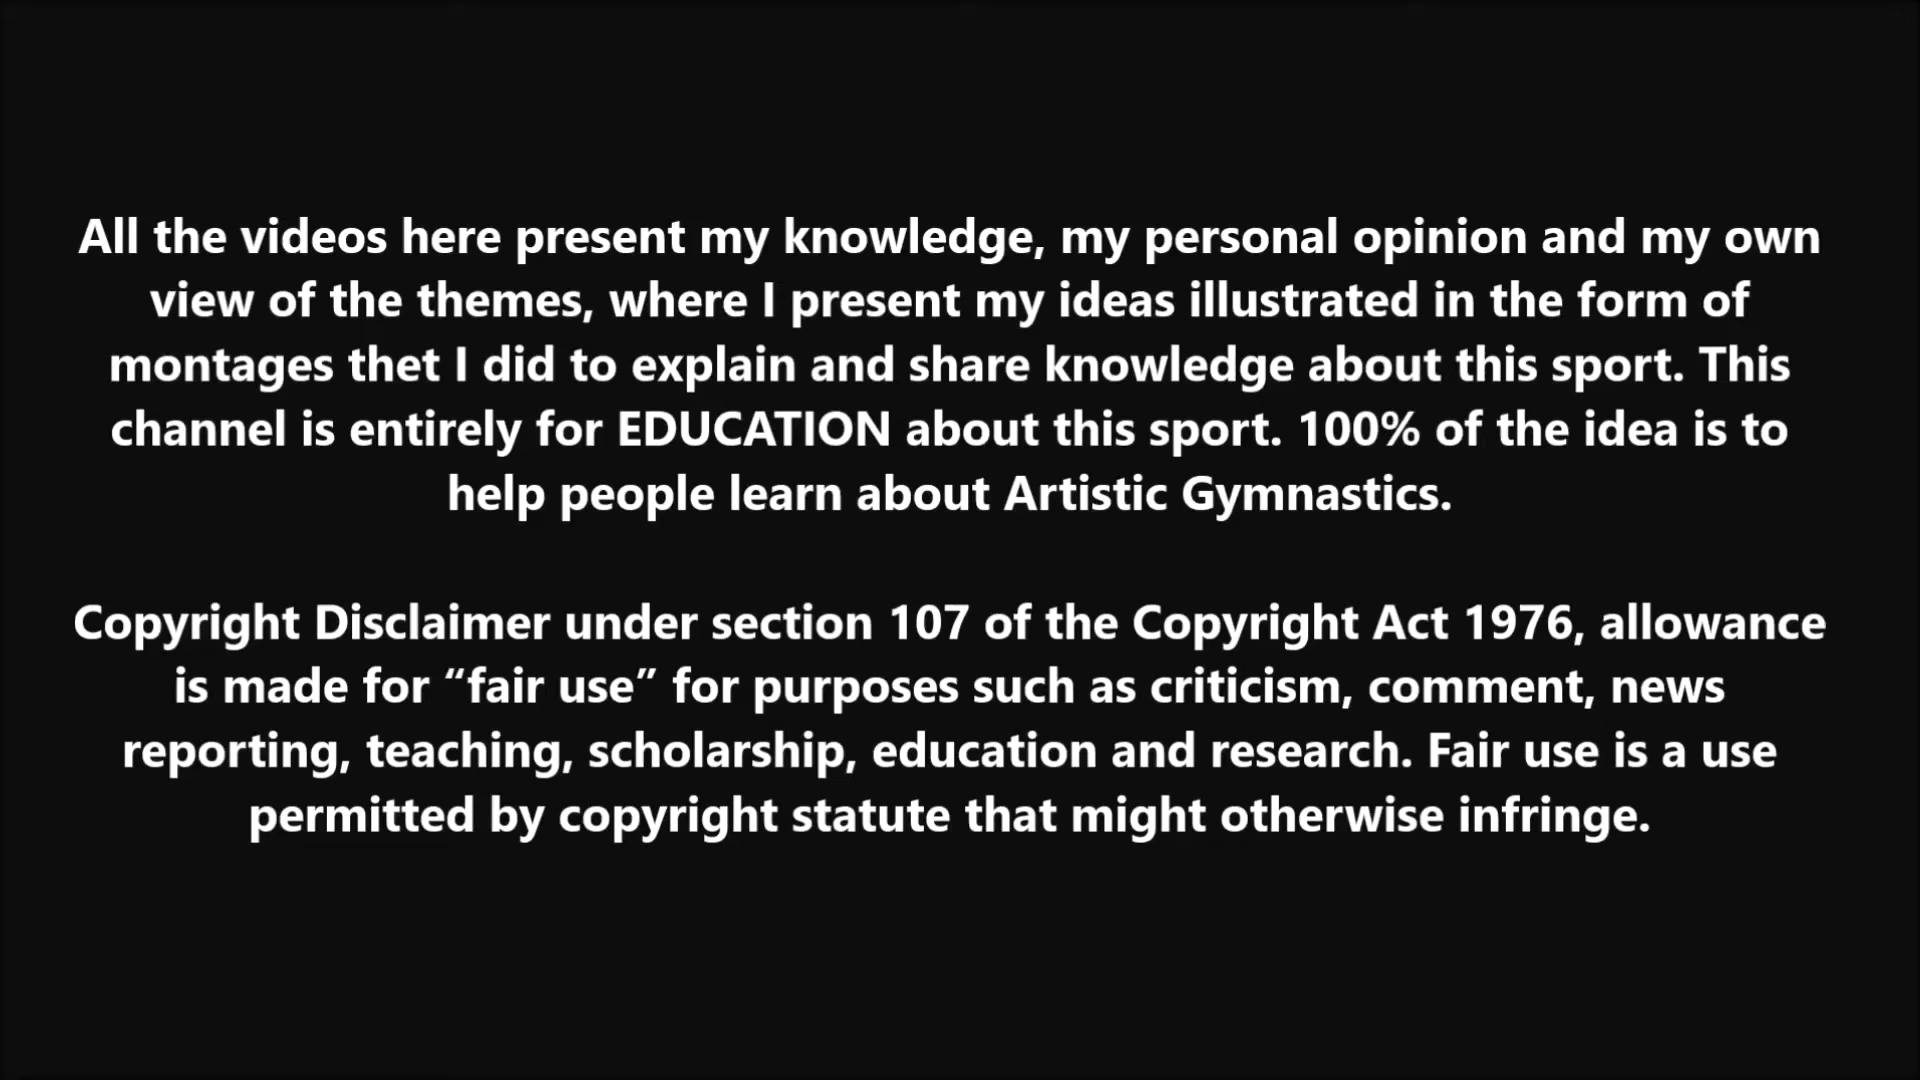 All the videos here present my knowledge, my personal opinion and my own
view of the themes, where I present my ideas illustrated in the form of
montages thet I did to explain and share knowledge about this sport. This
channel is entirely for EDUCATION about this sport. 100% of the idea is to
help people learn about Artistic Gymnastics.
Copyright Disclaimer under section 107 of the Copyright Act 1976, allowance
is made for “fair use” for purposes such as criticism, comment, news
reporting, teaching, scholarship, education and research. Fair use is a use
permitted by copyright statute that might otherwise infringe.